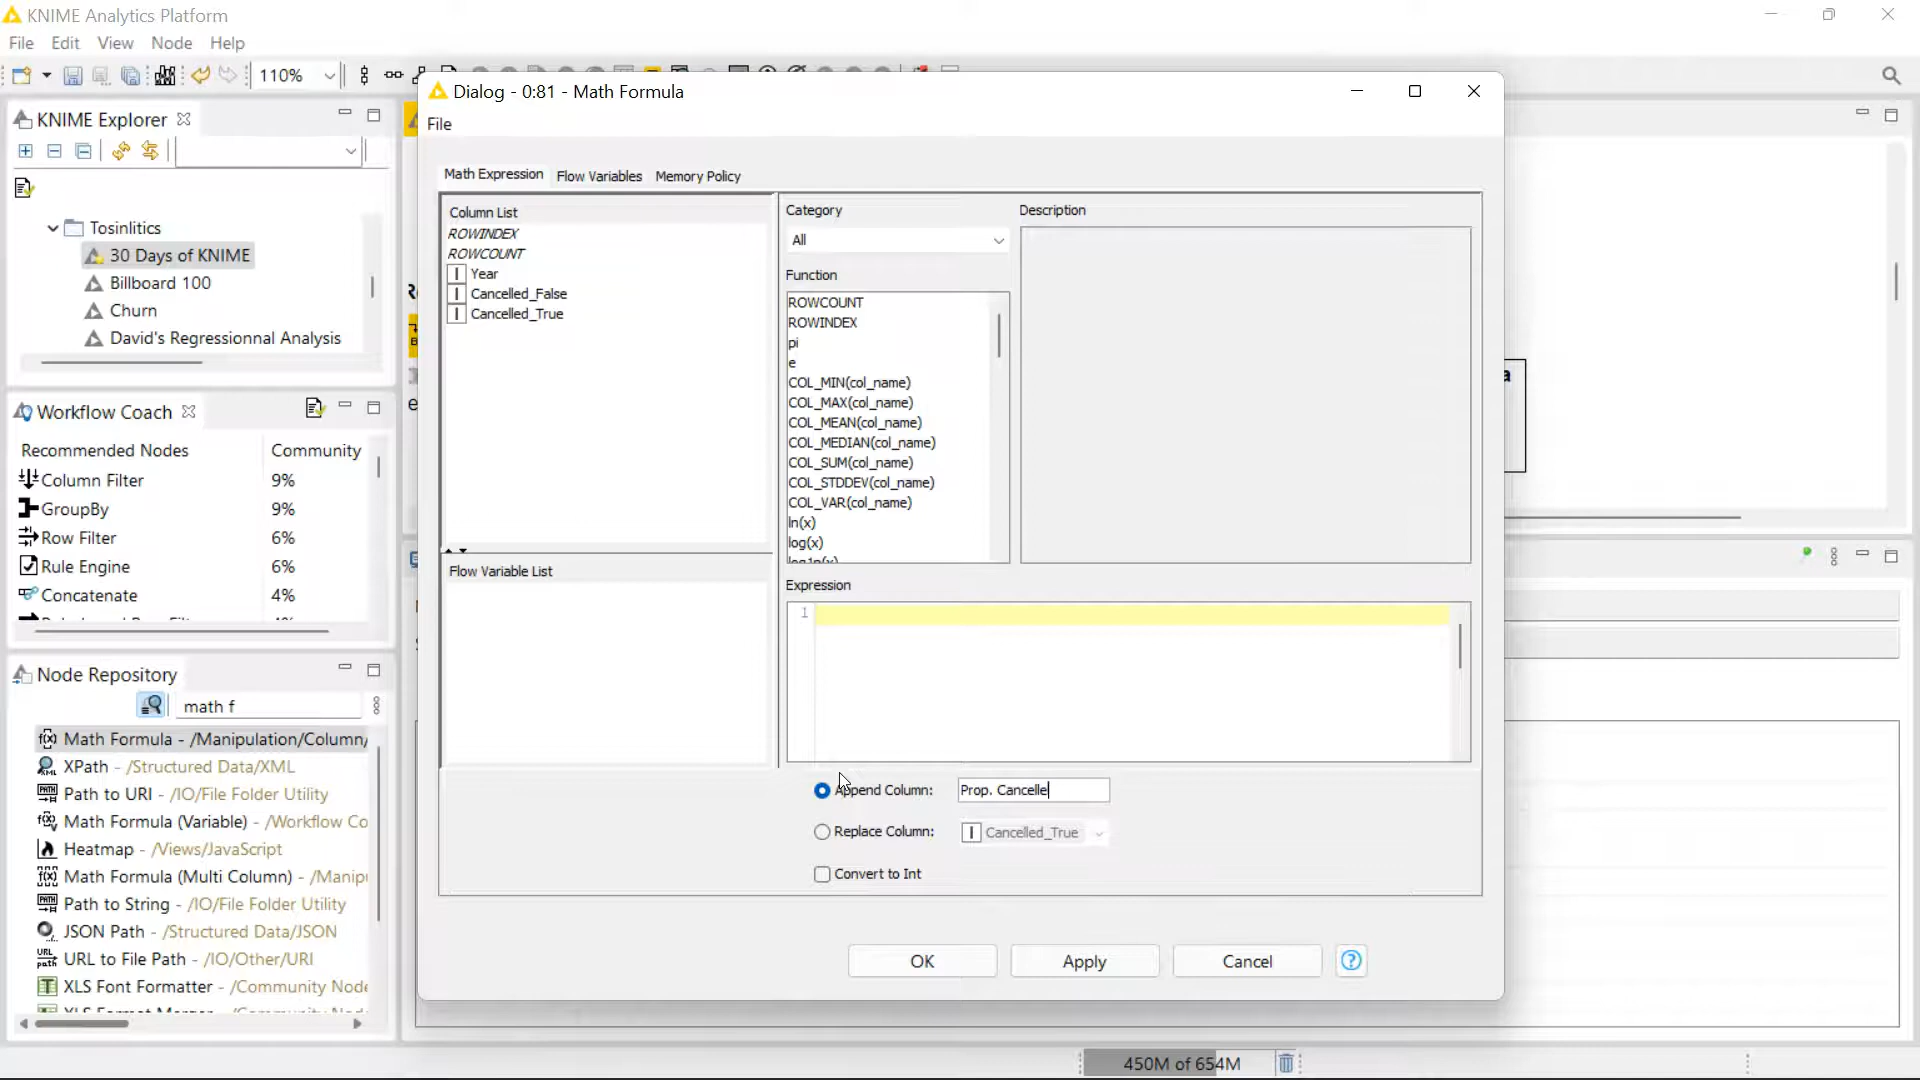 KNIME Analytics Platform
File Edit View Node Help
110%
Dialog - 0:81 - Math Formula
File
KNIME Explorer
Tosinlitics
30 Days of KNIME
Billboard 100
Churn
David's Regressionnal Analysis
Workflow Coach
Recommended Nodes Community
Column Filter 9%
GroupBy 9%
Row Filter 6%
Rule Engine 6%
Concatenate 4%
Node Repository
math f
Math Formula - /Manipulation/Column/
XPath - /Structured Data/XML
Path to URI - /IO/File Folder Utility
Math Formula (Variable) - /Workflow Co
Heatmap - /Views/JavaScript
Math Formula (Multi Column) - /Manipu
Path to String - /IO/File Folder Utility
JSON Path - /Structured Data/JSON
URL to File Path - /IO/Other/URI
XLS Font Formatter - /Community Node
Math Expression Flow Variables Memory Policy
Column List
ROWINDEX
ROWCOUNT
Year
Cancelled_False
Cancelled_True
Flow Variable List
Category
All
Function
ROWCOUNT
ROWINDEX
pi
e
COL_MIN(col_name)
COL_MAX(col_name)
COL_MEAN(col_name)
COL_MEDIAN(col_name)
COL_SUM(col_name)
COL_STDDEV(col_name)
COL_VAR(col_name)
ln(x)
log(x)
Description
Expression
1
Append Column: Prop. Cancelle
Replace Column: Cancelled_True
Convert to Int
OK Apply Cancel
450M of 654M